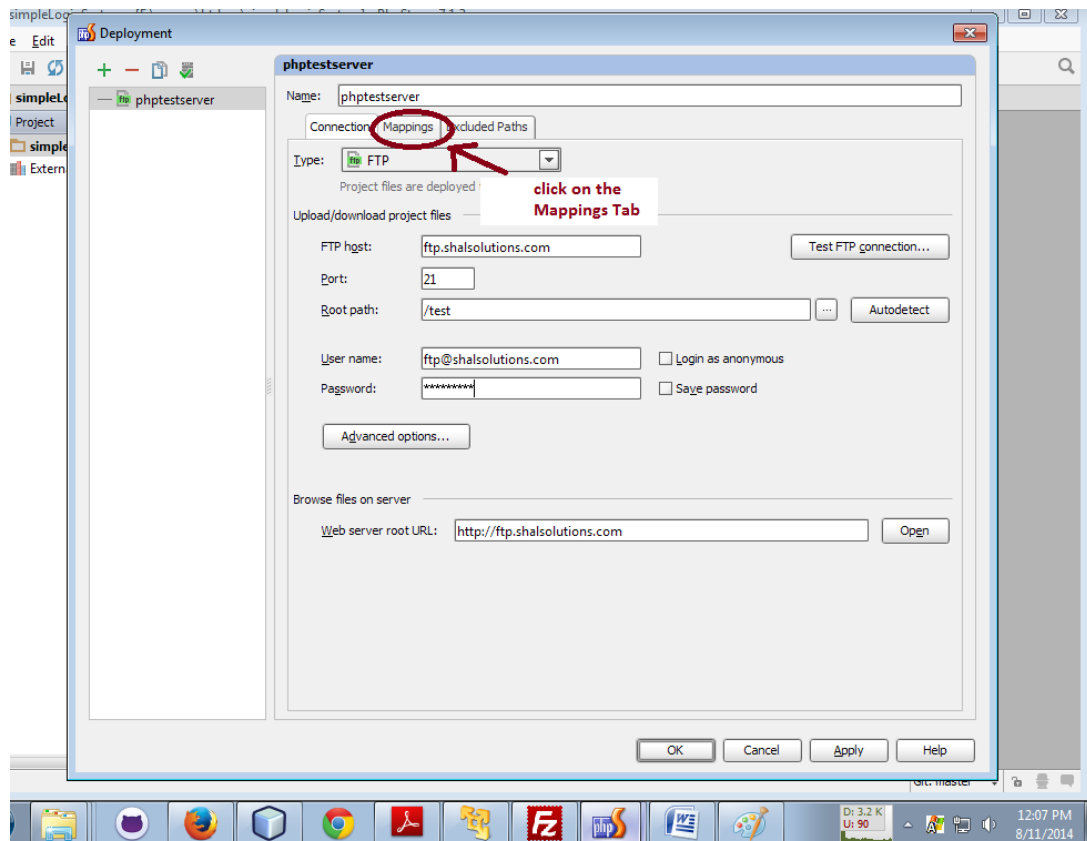 Deployment
e Edit
simpleLo
Project
simple
Extern
phptestserver
phptestserver
Name: phptestserver
Connection Mappings Excluded Paths
Type: FTP
Project files are deployed
click on the
Mappings Tab
Upload/download project files
FTP host: ftp.shalsolutions.com Test FTP connection...
Port: 21
Root path: /test ... Autodetect
User name: ftp@shalsolutions.com Login as anonymous
Password: ********* Save password
Advanced options...
Browse files on server
Web server root URL: http://ftp.shalsolutions.com Open
OK Cancel Apply Help
Git: master
D: 3.2 K
U: 90
12:07 PM
8/11/2014